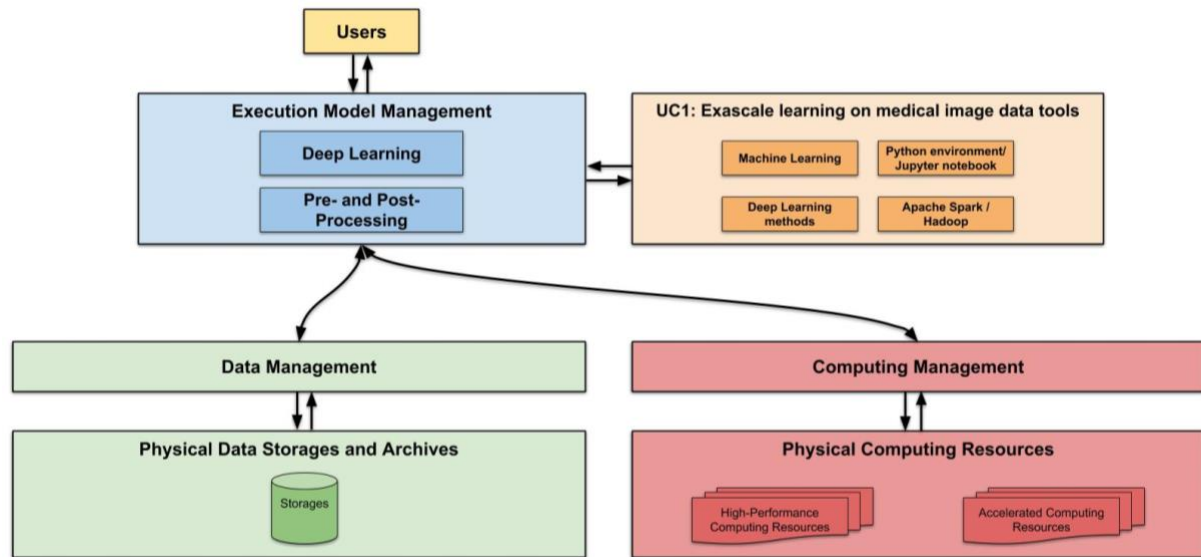 Users
Execution Model Management
Deep Learning
Pre- and Post-
Processing
UC1: Exascale learning on medical image data tools
Machine Learning
Python environment/
Jupyter notebook
Deep Learning
methods
Apache Spark /
Hadoop
Data Management
Computing Management
Physical Data Storages and Archives
Storages
Physical Computing Resources
High-Performance
Computing Resources
Accelerated Computing
Resources